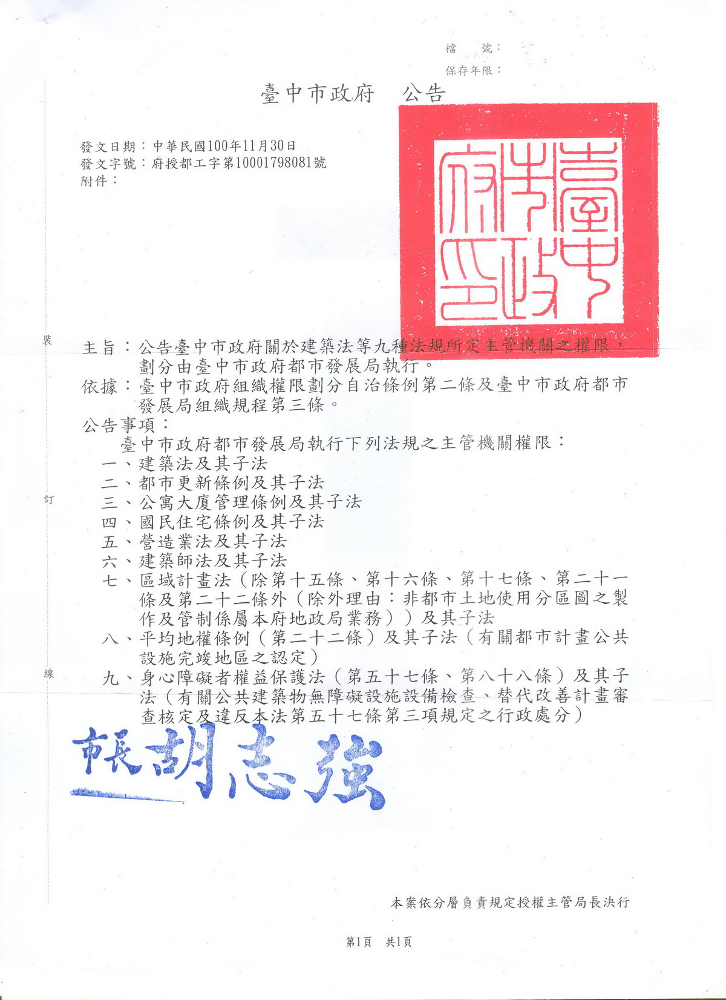 檔　　號：
保存年限：
臺中市政府　公告
發文日期：中華民國100年11月30日
發文字號：府授都工字第10001798081號
附件：
臺中市政府印
主旨：公告臺中市政府關於建築法等九種法規所定主管機關之權限，
劃分由臺中市政府都市發展局執行。
依據：臺中市政府組織權限劃分自治條例第二條及臺中市政府都市
發展局組織規程第三條。
公告事項：
臺中市政府都市發展局執行下列法規之主管機關權限：
一、建築法及其子法
二、都市更新條例及其子法
三、公寓大廈管理條例及其子法
四、國民住宅條例及其子法
五、營造業法及其子法
六、建築師法及其子法
七、區域計畫法（除第十五條、第十六條、第十七條、第二十一
條及第二十二條外（除外理由：非都市土地使用分區圖之製
作及管制係屬本府地政局業務））及其子法
八、平均地權條例（第二十二條）及其子法（有關都市計畫公共
設施完竣地區之認定）
九、身心障礙者權益保護法（第五十七條、第八十八條）及其子
法（有關公共建築物無障礙設施設備檢查、替代改善計畫審
查核定及違反本法第五十七條第三項規定之行政處分）
市長胡志強
裝
訂
線
本案依分層負責規定授權主管局長決行
第1頁　共1頁